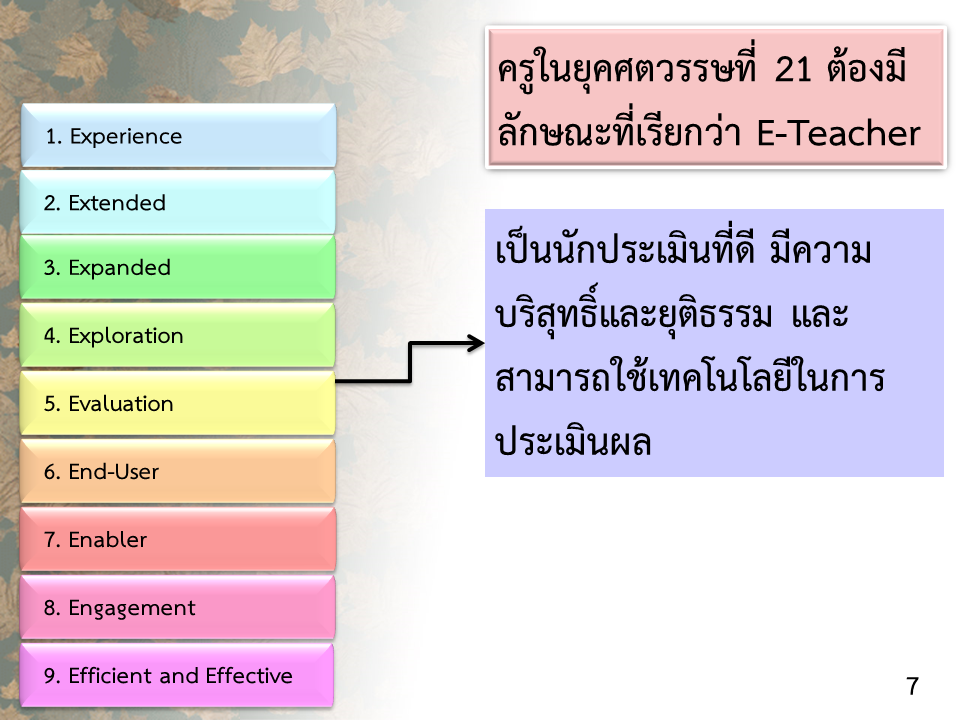 ครูในยุคศตวรรษที่ 21 ต้องมี
ลักษณะที่เรียกว่า E-Teacher
1. Experience
2. Extended
3. Expanded
4. Exploration
5. Evaluation
6. End-User
7. Enabler
8. Engagement
9. Efficient and Effective
เป็นนักประเมินที่ดี มีความ
บริสุทธิ์และยุติธรรม และ
สามารถใช้เทคโนโลยีในการ
ประเมินผล
7